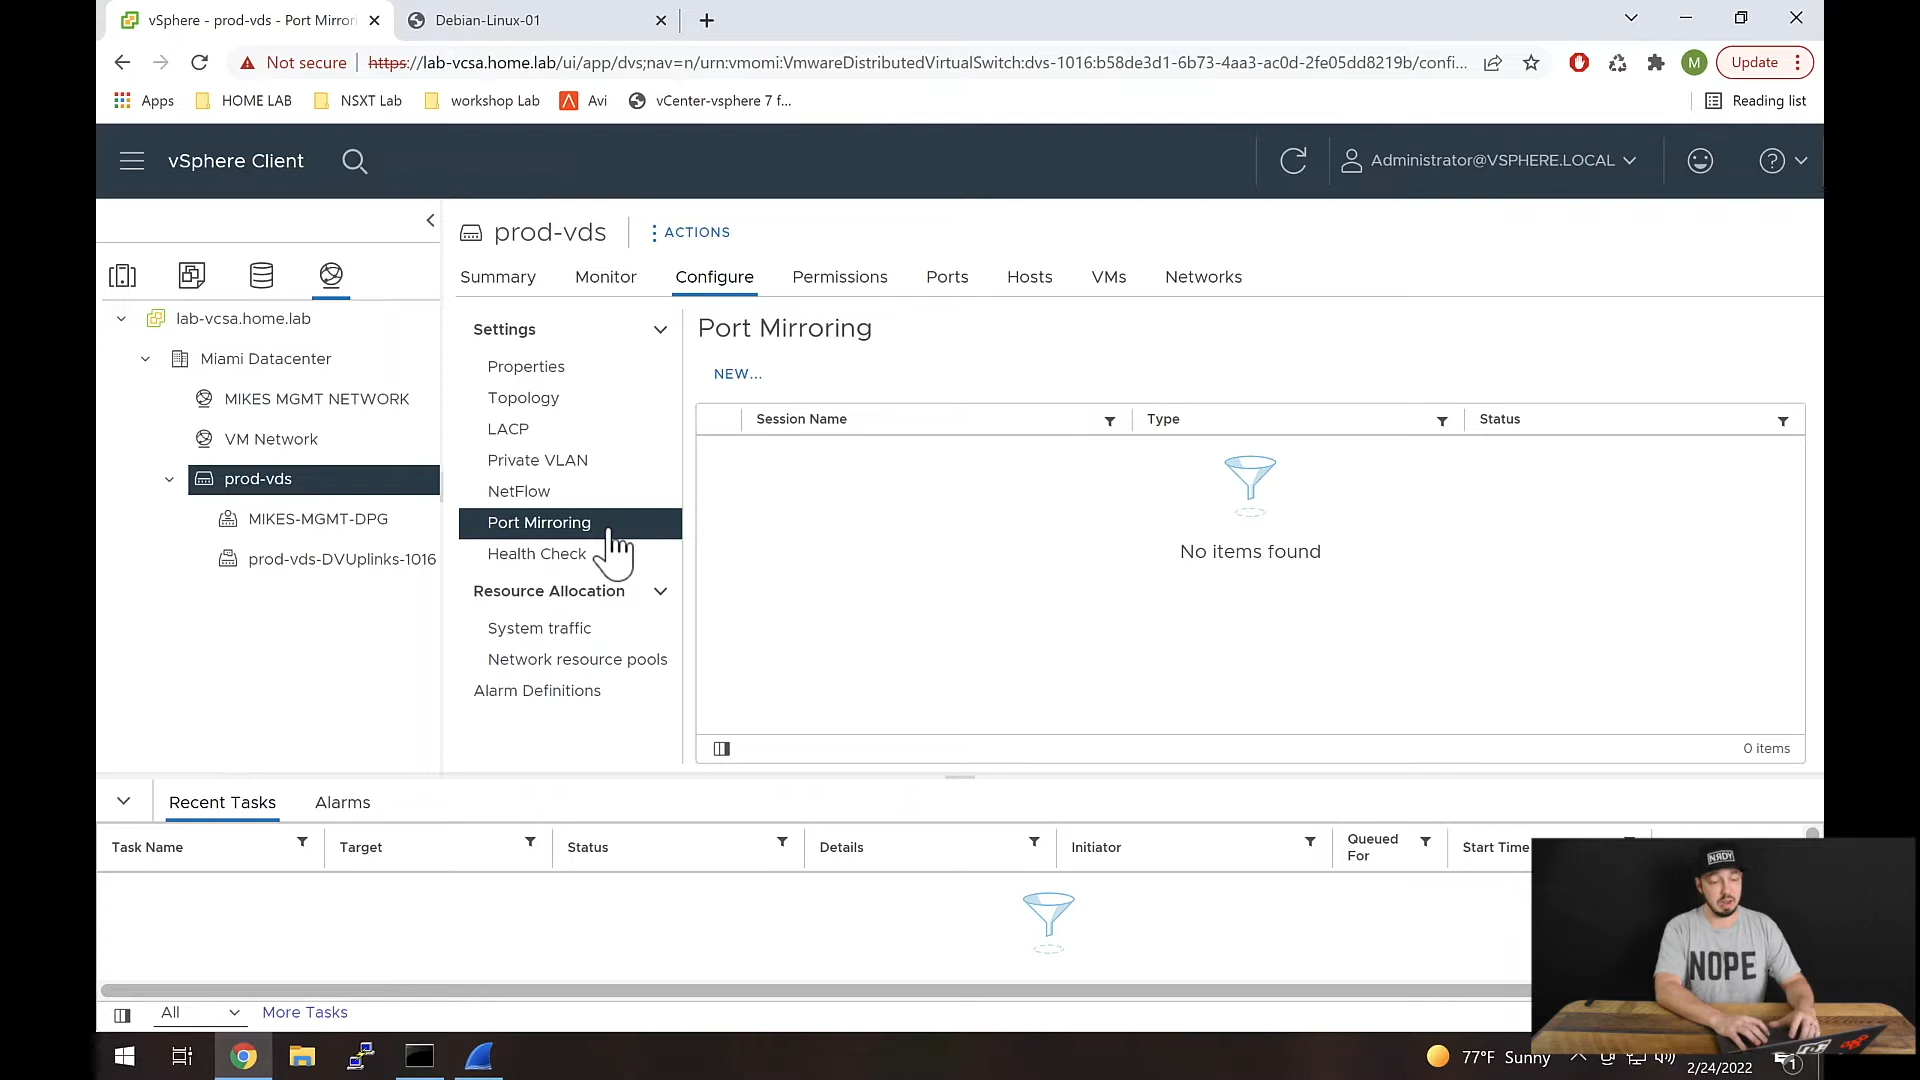 vSphere - prod-vds - Port Mirrori
Debian-Linux-01
Not secure
https://lab-vcsa.home.lab/ui/app/dvs;nav=n/urn:vmomi:VmwareDistributedVirtualSwitch:dvs-1016:b58de3d1-6b73-4aa3-ac0d-2fe05dd8219b/confi...
M
Update
Apps
HOME LAB
NSXT Lab
workshop Lab
Avi
vCenter-vsphere 7 f...
Reading list
vSphere Client
Administrator@VSPHERE.LOCAL
prod-vds
ACTIONS
Summary
Monitor
Configure
Permissions
Ports
Hosts
VMs
Networks
lab-vcsa.home.lab
Miami Datacenter
MIKES MGMT NETWORK
VM Network
prod-vds
MIKES-MGMT-DPG
prod-vds-DVUplinks-1016
Settings
Properties
Topology
LACP
Private VLAN
NetFlow
Port Mirroring
Health Check
Resource Allocation
System traffic
Network resource pools
Alarm Definitions
Port Mirroring
NEW...
Session Name
Type
Status
No items found
0 items
Recent Tasks
Alarms
Task Name
Target
Status
Details
Initiator
Queued For
Start Time
All
More Tasks
NRDY
NOPE
77°F Sunny
2/24/2022
1